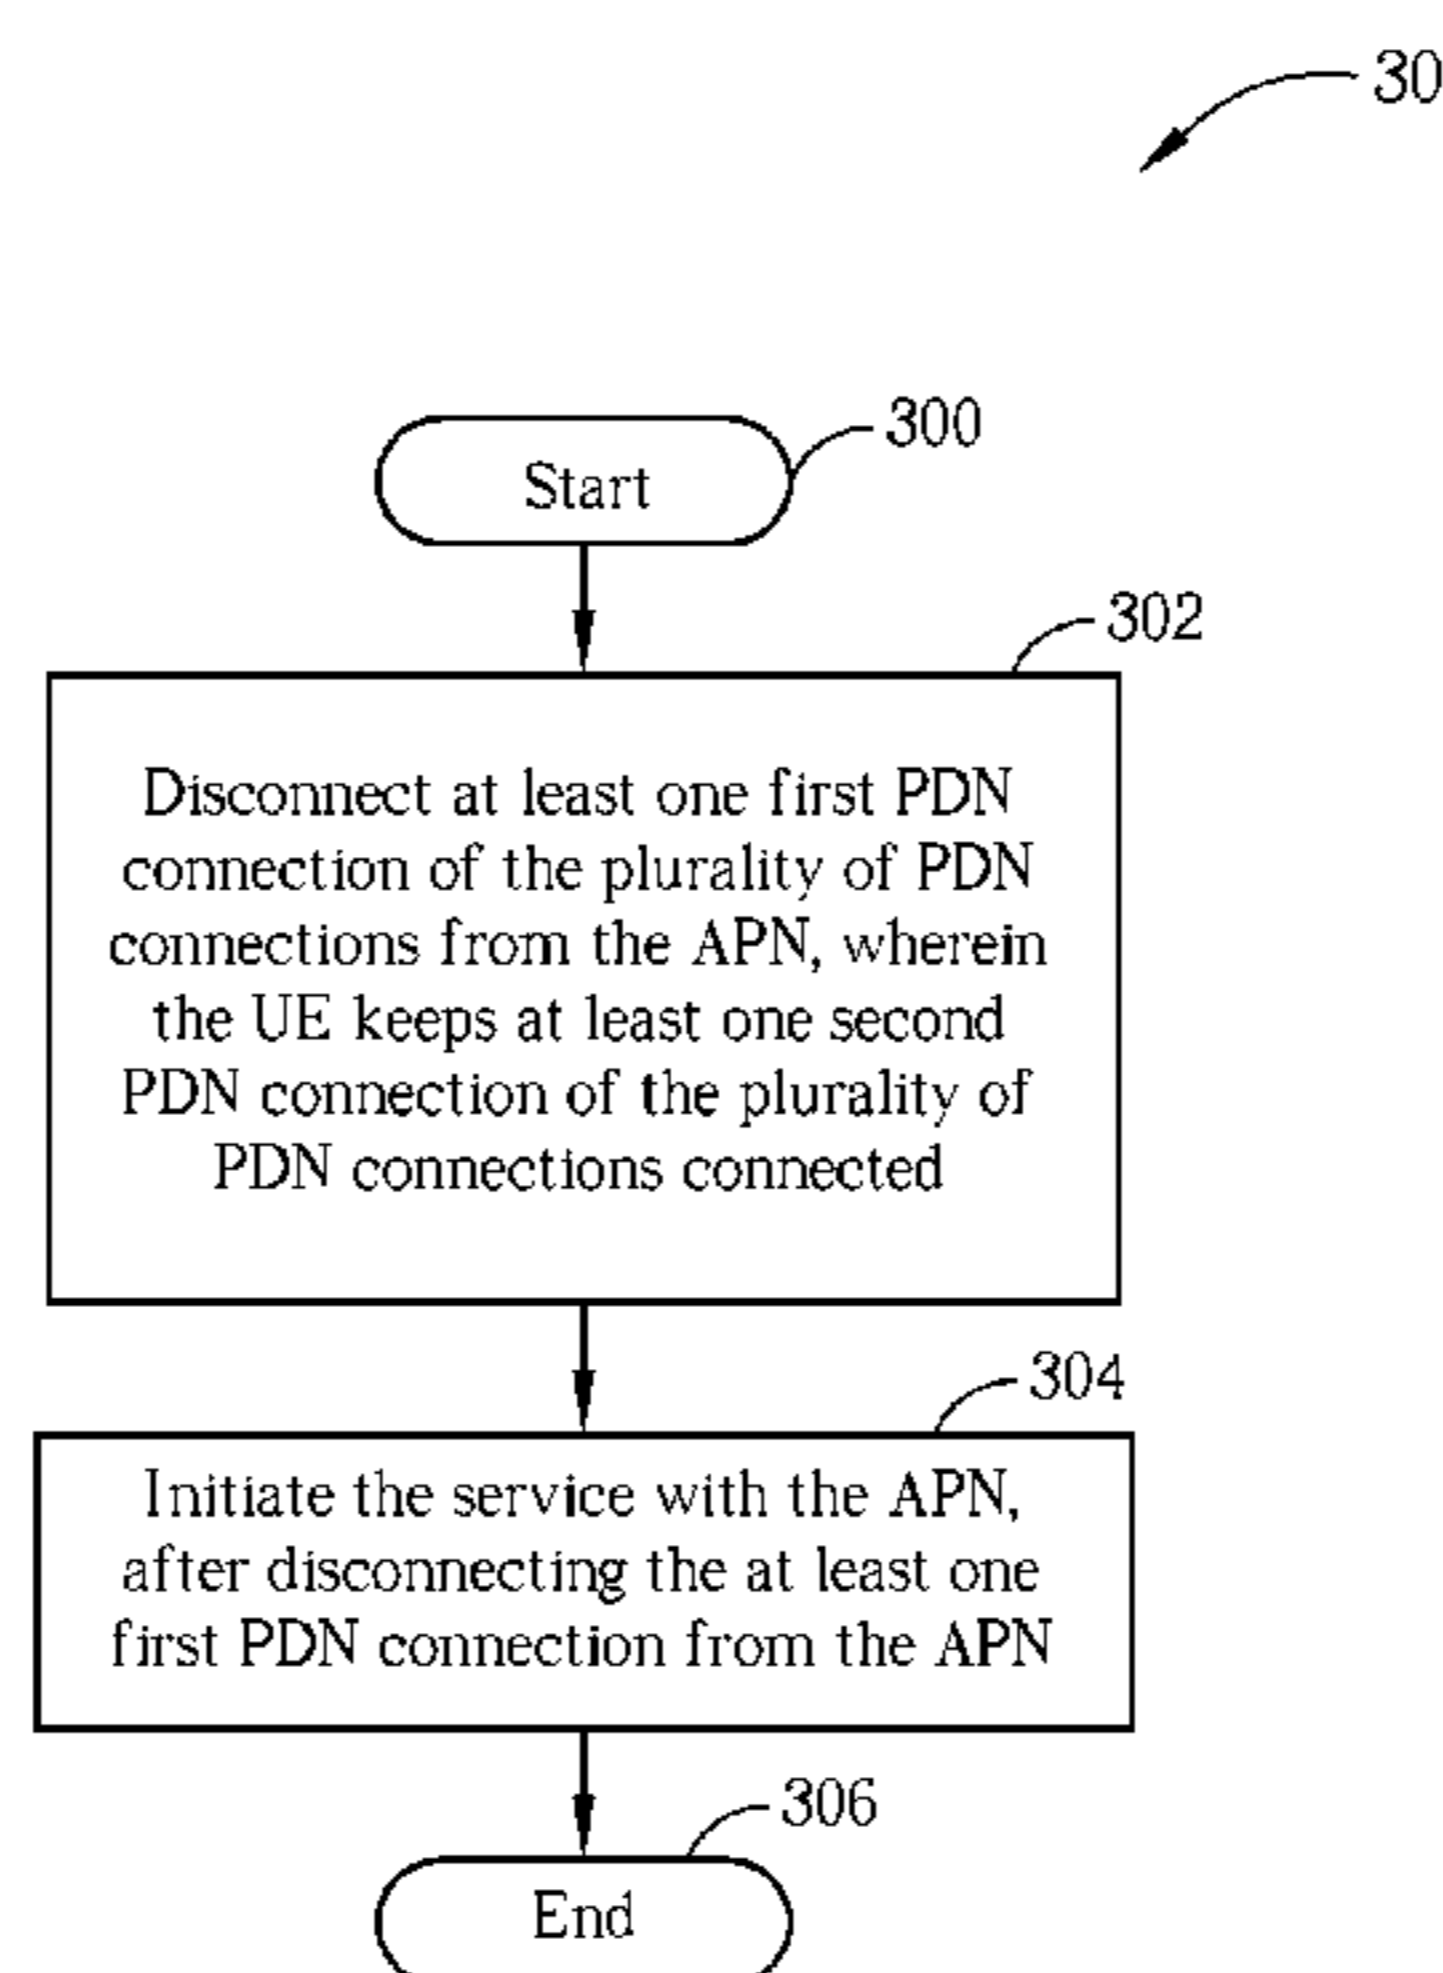 30
300
Start
302
Disconnect at least one first PDN
connection of the plurality of PDN
connections from the APN, wherein
the UE keeps at least one second
PDN connection of the plurality of
PDN connections connected
304
Initiate the service with the APN,
after disconnecting the at least one
first PDN connection from the APN
306
End